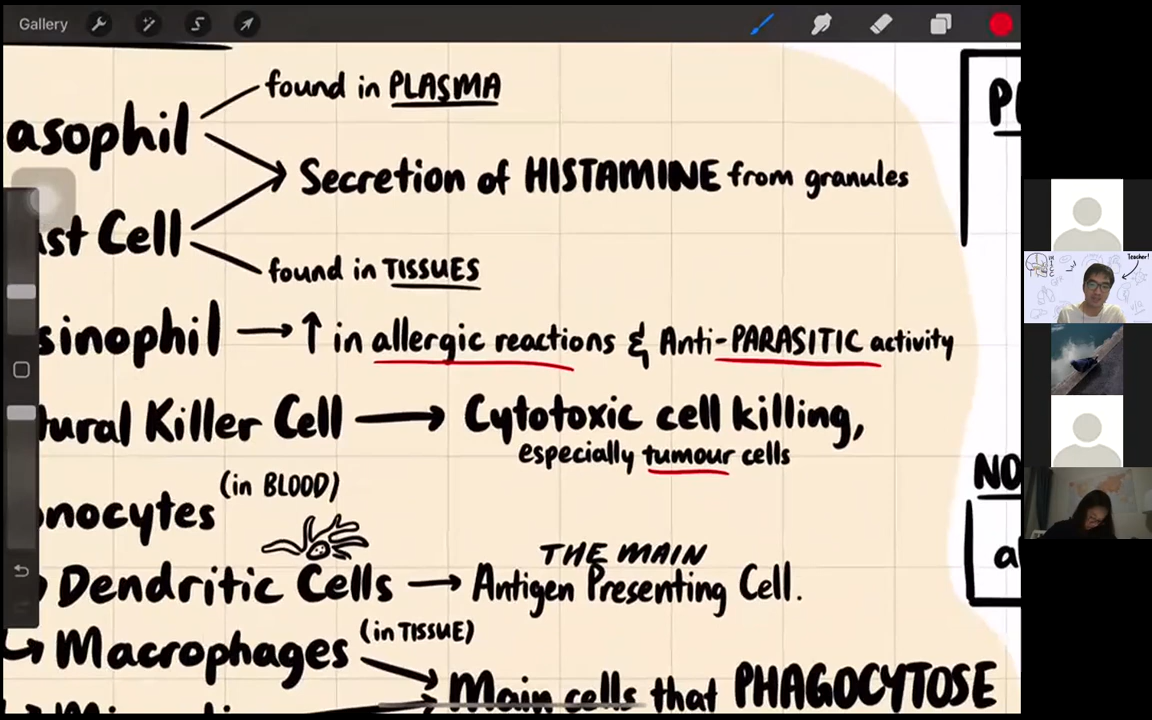 Gallery
found in PLASMA
asophil
Secretion of HISTAMINE from granules
st Cell
found in TISSUES
sinophil → ↑ in allergic reactions & Anti-PARASITIC activity
tural Killer Cell → Cytotoxic cell killing,
especially tumour cells
(in BLOOD)
nocytes
THE MAIN
Dendritic Cells → Antigen Presenting Cell.
Macrophages (in TISSUE)
Main cells that PHAGOCYTOSE
P
NO
a
Teacher!